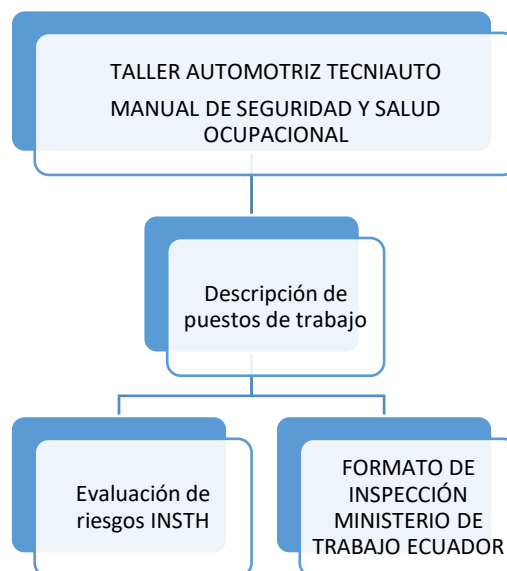 TALLER AUTOMOTRIZ TECNIAUTO
MANUAL DE SEGURIDAD Y SALUD
OCUPACIONAL
Descripción de
puestos de trabajo
Evaluación de
riesgos INSTH
FORMATO DE
INSPECCIÓN
MINISTERIO DE
TRABAJO ECUADOR